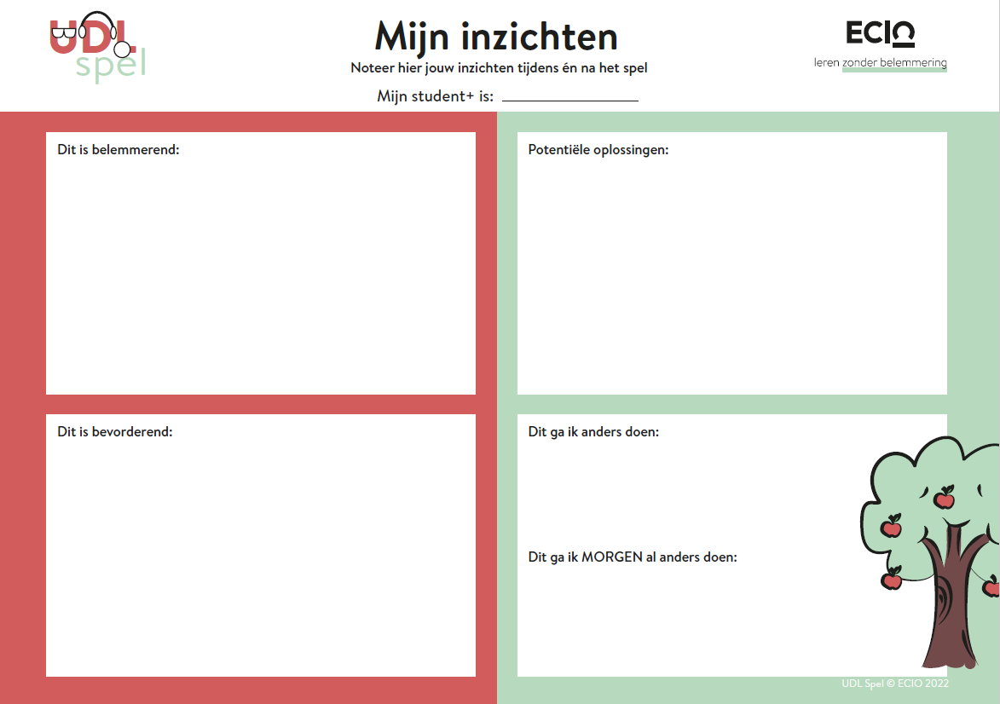 UDL
spel
Mijn inzichten
Noteer hier jouw inzichten tijdens én na het spel
Mijn student+ is:
ECIO
leren zonder belemmering
Dit is belemmerend:
Potentiële oplossingen:
Dit is bevorderend:
Dit ga ik anders doen:
Dit ga ik MORGEN al anders doen:
UDL Spel © ECIO 2022